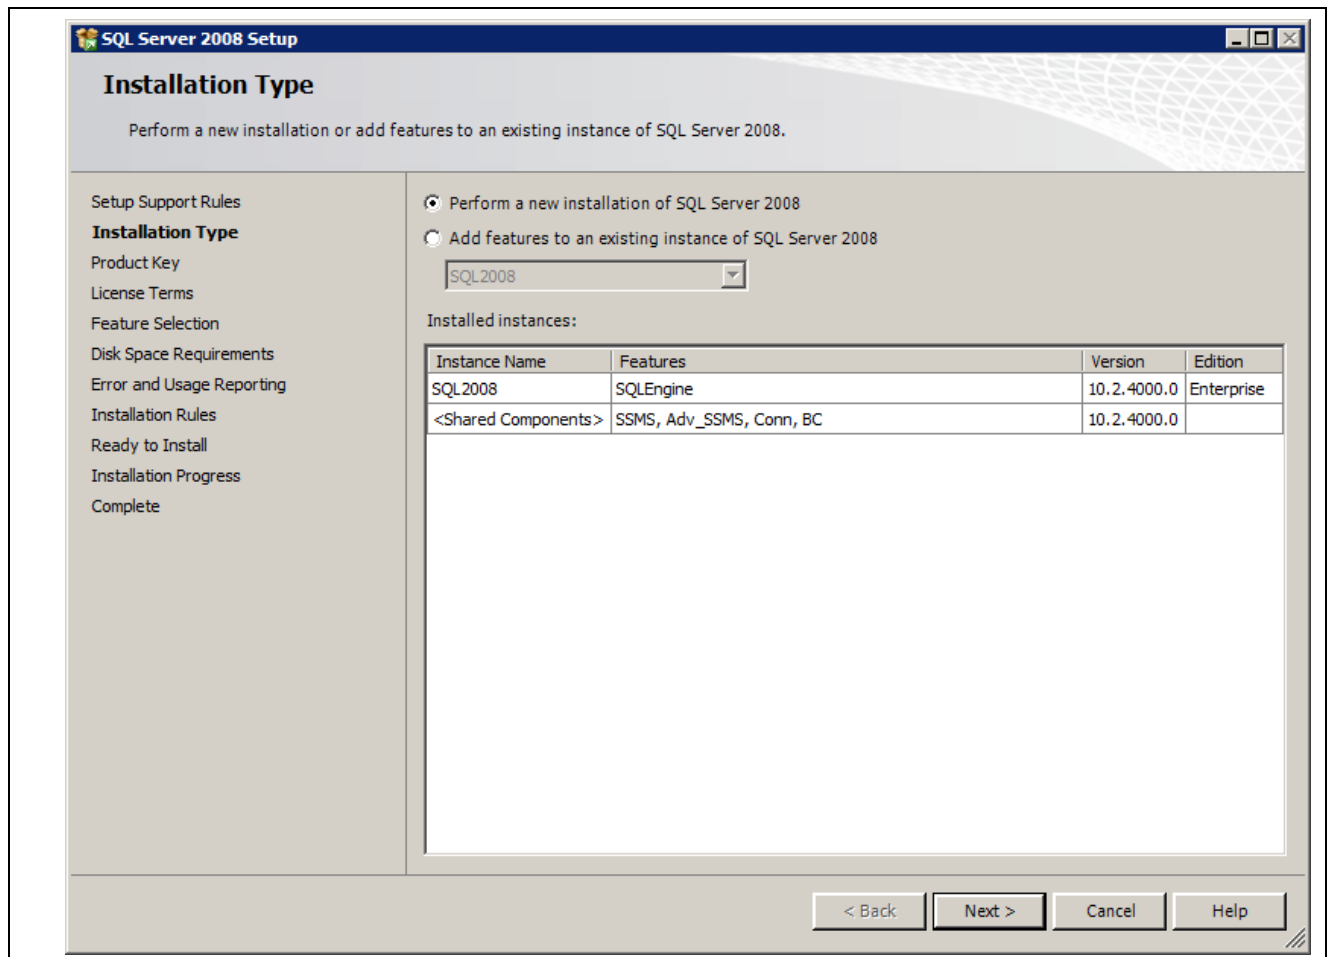 SQL Server 2008 Setup
Installation Type
Perform a new installation or add features to an existing instance of SQL Server 2008.
Setup Support Rules
Installation Type
Product Key
License Terms
Feature Selection
Disk Space Requirements
Error and Usage Reporting
Installation Rules
Ready to Install
Installation Progress
Complete
Perform a new installation of SQL Server 2008
Add features to an existing instance of SQL Server 2008
SQL2008
Installed instances:
Instance Name Features Version Edition
SQL2008 SQLEngine 10.2.4000.0 Enterprise
<Shared Components> SSMS, Adv_SSMS, Conn, BC 10.2.4000.0
< Back Next > Cancel Help